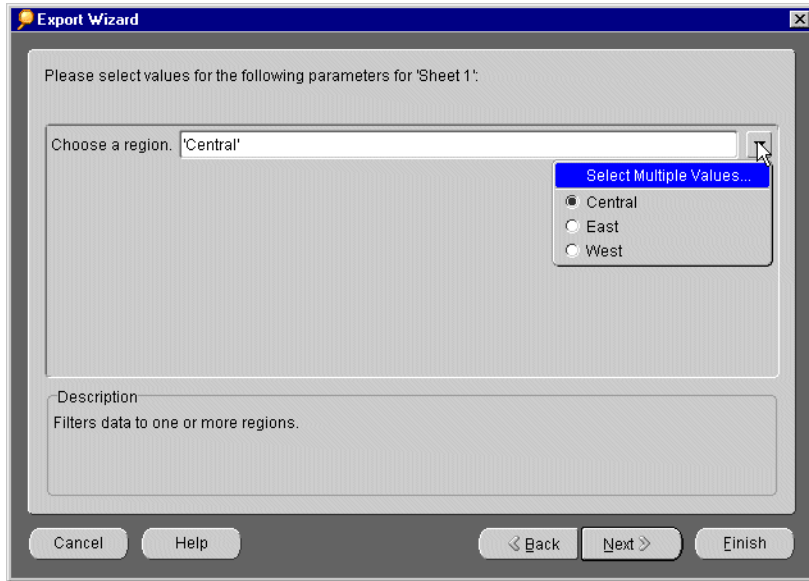 Export Wizard
Please select values for the following parameters for 'Sheet 1':
Choose a region. 'Central'
Select Multiple Values...
Central
East
West
Description
Filters data to one or more regions.
Cancel Help Back Next Finish